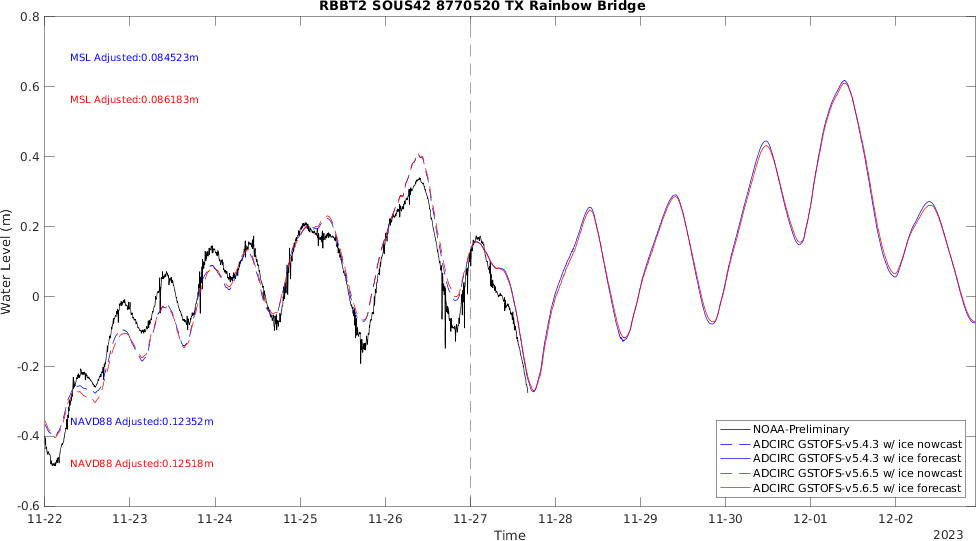 RBBT2 SOUS42 8770520 TX Rainbow Bridge
0.8
0.6
0.4
0.2
0
-0.2
-0.4
-0.6
Water Level (m)
MSL Adjusted:0.084523m
MSL Adjusted:0.086183m
NAVD88 Adjusted:0.12352m
NAVD88 Adjusted:0.12518m
NOAA-Preliminary
ADCIRC GSTOFS-v5.4.3 w/ ice nowcast
ADCIRC GSTOFS-v5.4.3 w/ ice forecast
ADCIRC GSTOFS-v5.6.5 w/ ice nowcast
ADCIRC GSTOFS-v5.6.5 w/ ice forecast
11-22 11-23 11-24 11-25 11-26 11-27 11-28 11-29 11-30 12-01 12-02
Time
2023